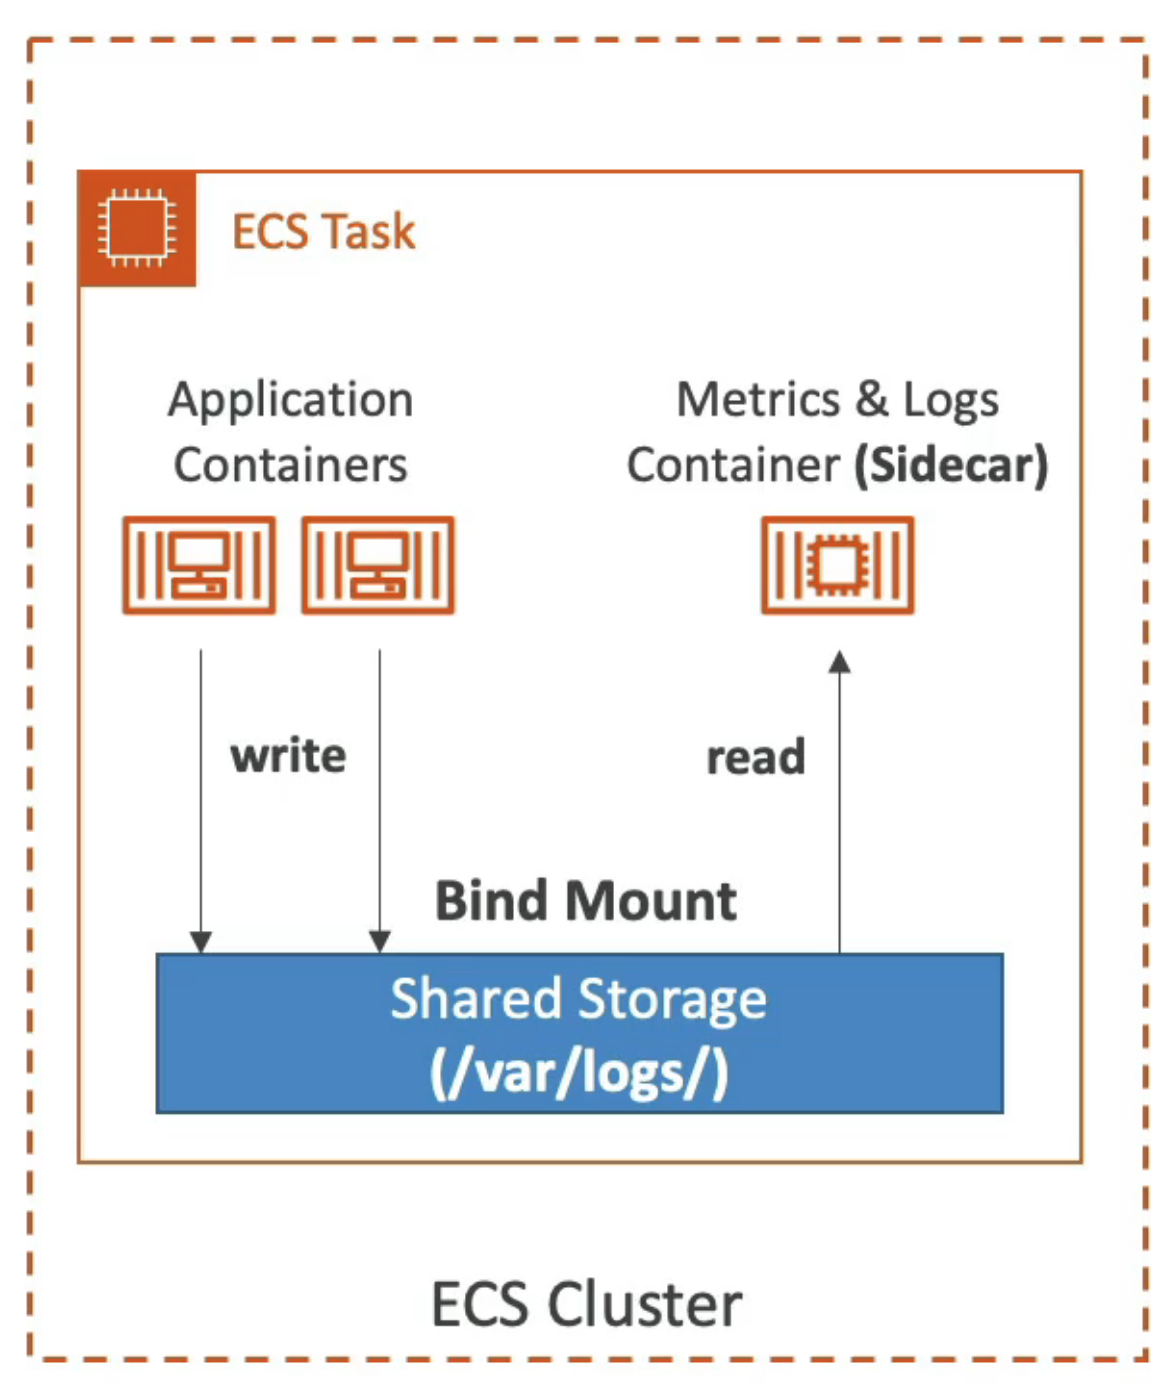 ECS Task
Application
Containers
Metrics & Logs
Container (Sidecar)
write
read
Bind Mount
Shared Storage
(/var/logs/)
ECS Cluster